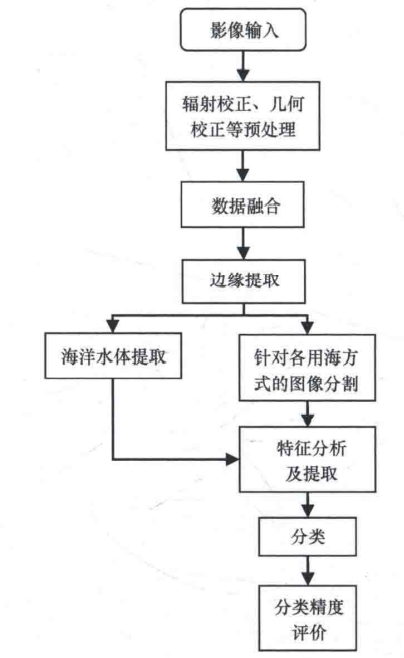 影像输入
辐射校正、几何
校正等预处理
数据融合
边缘提取
海洋水体提取
针对各用海方
式的图像分割
特征分析
及提取
分类
分类精度
评价